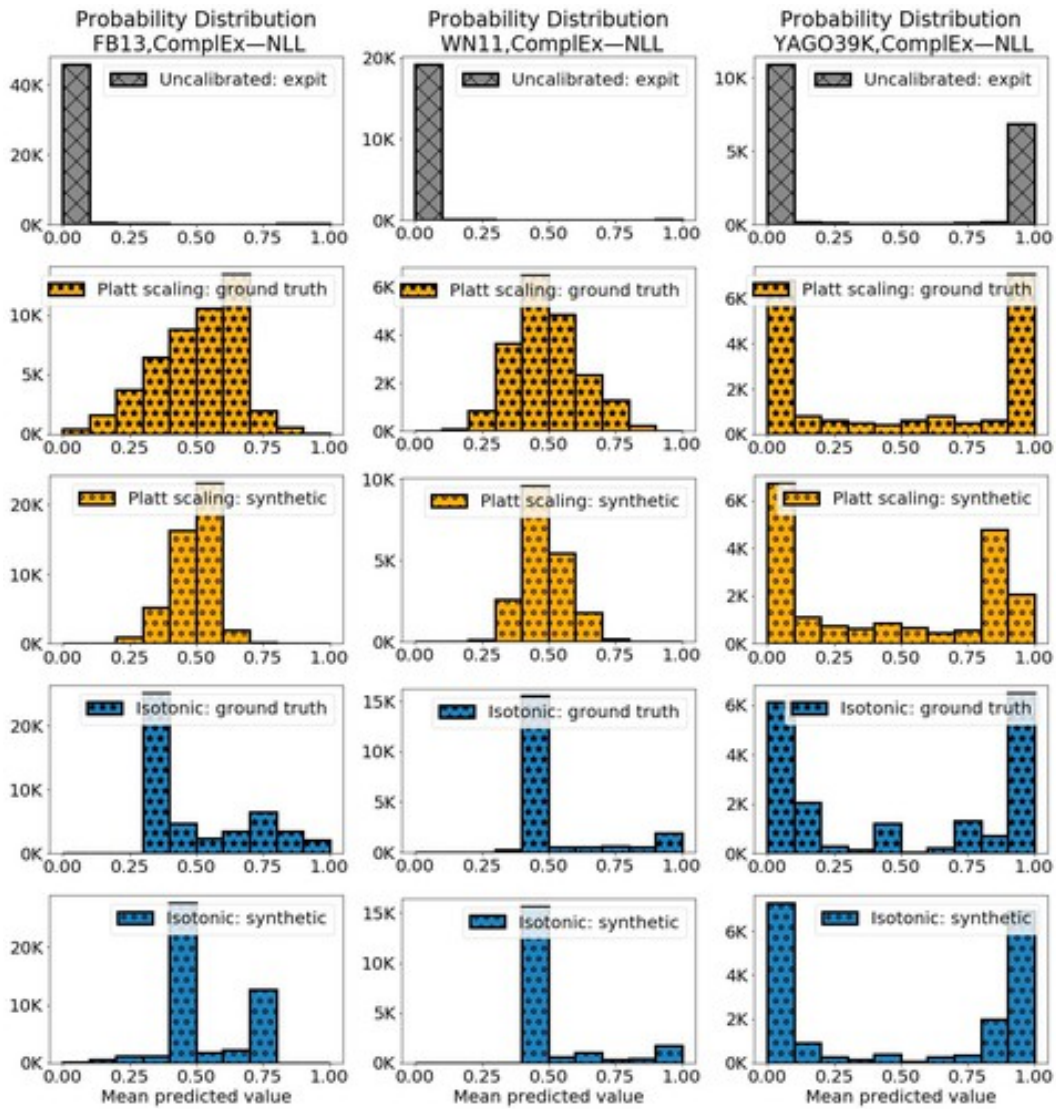 Probability Distribution
FB13,ComplEx—NLL
40K
20K
0K
Uncalibrated: expit
0.00 0.25 0.50 0.75 1.00
Probability Distribution
WN11,ComplEx—NLL
20K
10K
0K
Uncalibrated: expit
0.00 0.25 0.50 0.75 1.00
Probability Distribution
YAGO39K,ComplEx—NLL
10K
5K
0K
Uncalibrated: expit
0.00 0.25 0.50 0.75 1.00
10K
5K
0K
Platt scaling: ground truth
0.00 0.25 0.50 0.75 1.00
6K
4K
2K
0K
Platt scaling: ground truth
0.00 0.25 0.50 0.75 1.00
6K
4K
2K
0K
Platt scaling: ground truth
0.00 0.25 0.50 0.75 1.00
20K
10K
0K
Platt scaling: synthetic
0.00 0.25 0.50 0.75 1.00
10K
5K
0K
Platt scaling: synthetic
0.00 0.25 0.50 0.75 1.00
6K
4K
2K
0K
Platt scaling: synthetic
0.00 0.25 0.50 0.75 1.00
20K
10K
0K
Isotonic: ground truth
0.00 0.25 0.50 0.75 1.00
15K
10K
5K
0K
Isotonic: ground truth
0.00 0.25 0.50 0.75 1.00
6K
4K
2K
0K
Isotonic: ground truth
0.00 0.25 0.50 0.75 1.00
20K
10K
0K
Isotonic: synthetic
0.00 0.25 0.50 0.75 1.00
Mean predicted value
15K
10K
5K
0K
Isotonic: synthetic
0.00 0.25 0.50 0.75 1.00
Mean predicted value
6K
4K
2K
0K
Isotonic: synthetic
0.00 0.25 0.50 0.75 1.00
Mean predicted value